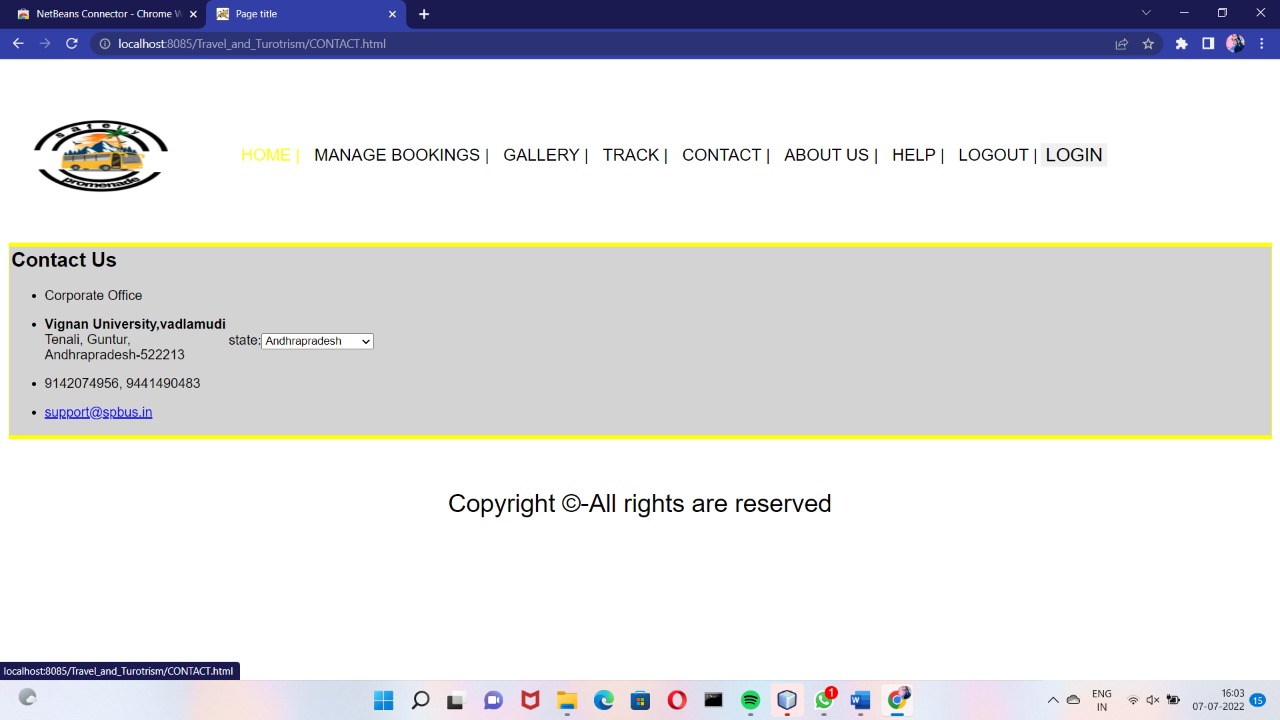 NetBeans Connector - Chrome W
Page title
localhost:8085/Travel_and_Turotrism/CONTACT.html
safety
promenade
HOME | MANAGE BOOKINGS | GALLERY | TRACK | CONTACT | ABOUT US | HELP | LOGOUT | LOGIN
Contact Us
Corporate Office
Vignan University,vadlamudi
Tenali, Guntur,
Andhrapradesh-522213
state: Andhrapradesh
9142074956, 9441490483
support@spbus.in
Copyright ©-All rights are reserved
localhost:8085/Travel_and_Turotrism/CONTACT.html
1
ENG
IN
16:03
07-07-2022
15